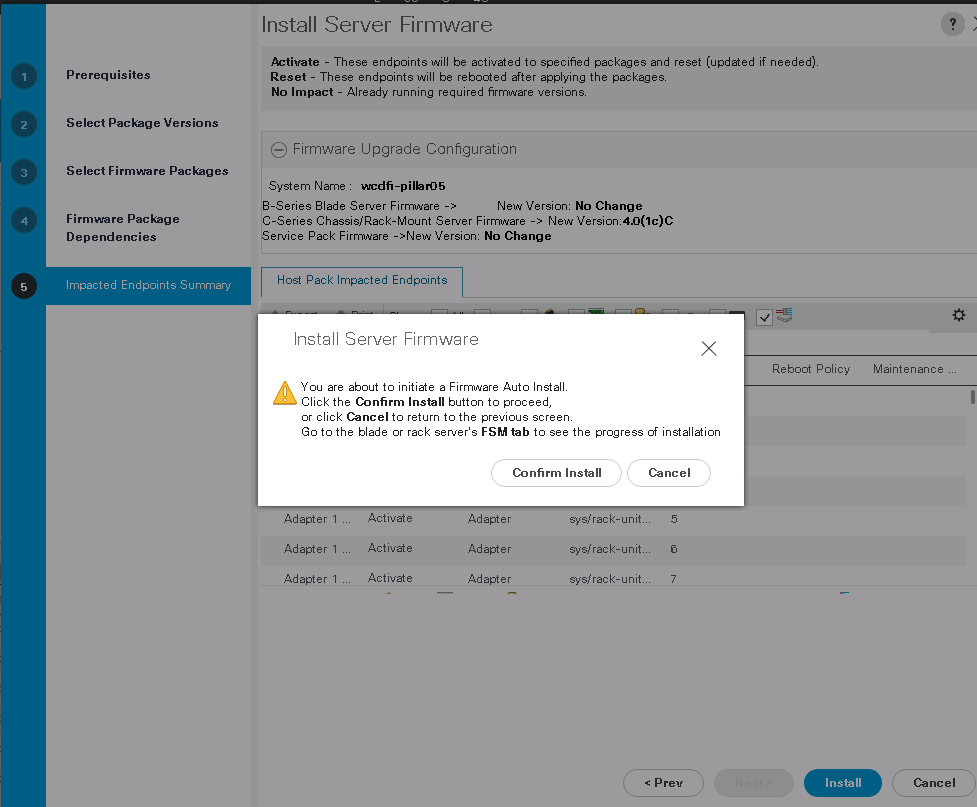 Install Server Firmware
?
Activate - These endpoints will be activated to specified packages and reset (updated if needed).
Reset - These endpoints will be rebooted after applying the packages.
No Impact - Already running required firmware versions.
1 Prerequisites
2 Select Package Versions
3 Select Firmware Packages
4 Firmware Package
Dependencies
5 Impacted Endpoints Summary
Firmware Upgrade Configuration
System Name : wcdfi-pillar05
B-Series Blade Server Firmware -> New Version: No Change
C-Series Chassis/Rack-Mount Server Firmware -> New Version:4.0(1c)C
Service Pack Firmware ->New Version: No Change
Host Pack Impacted Endpoints
Reboot Policy Maintenance ...
Install Server Firmware
You are about to initiate a Firmware Auto Install.
Click the Confirm Install button to proceed,
or click Cancel to return to the previous screen.
Go to the blade or rack server's FSM tab to see the progress of installation
Confirm Install Cancel
Adapter 1 ... Activate Adapter sys/rack-unit... 5
Adapter 1 ... Activate Adapter sys/rack-unit... 6
Adapter 1 ... Activate Adapter sys/rack-unit... 7
< Prev Next > Install Cancel